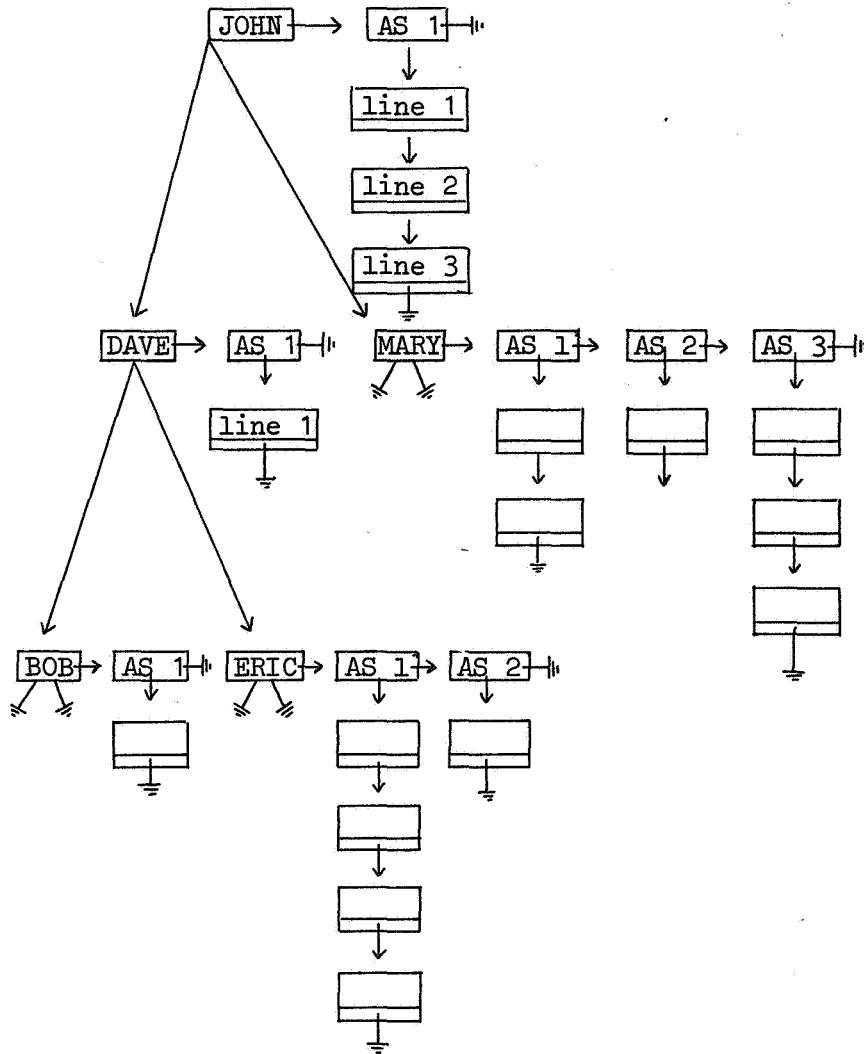 JOHN AS 1
line 1
line 2
line 3
DAVE AS 1 MARY AS 1 AS 2 AS 3
line 1
BOB AS 1 ERIC AS 1 AS 2